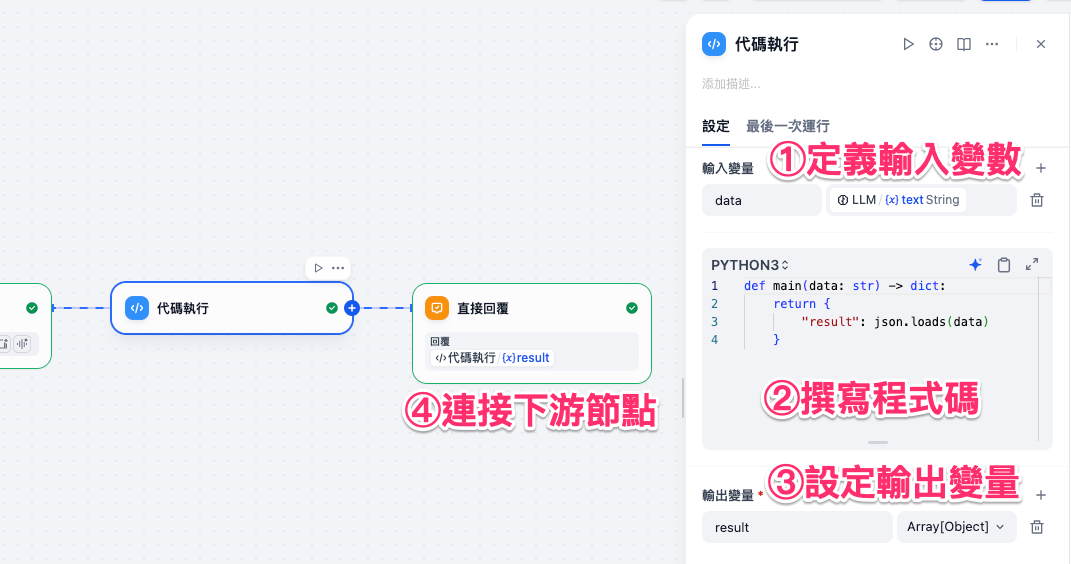 代碼執行
添加描述...
設定 最後一次運行
①定義輸入變數
輸入變量
data
LLM / {x} text String
PYTHON3
1 def main(data: str) -> dict:
2 return {
3 "result": json.loads(data)
4 }
②撰寫程式碼
③設定輸出變量
輸出變量 *
result Array[Object]
代碼執行
直接回覆
回覆
代碼執行 / {x} result
④連接下游節點